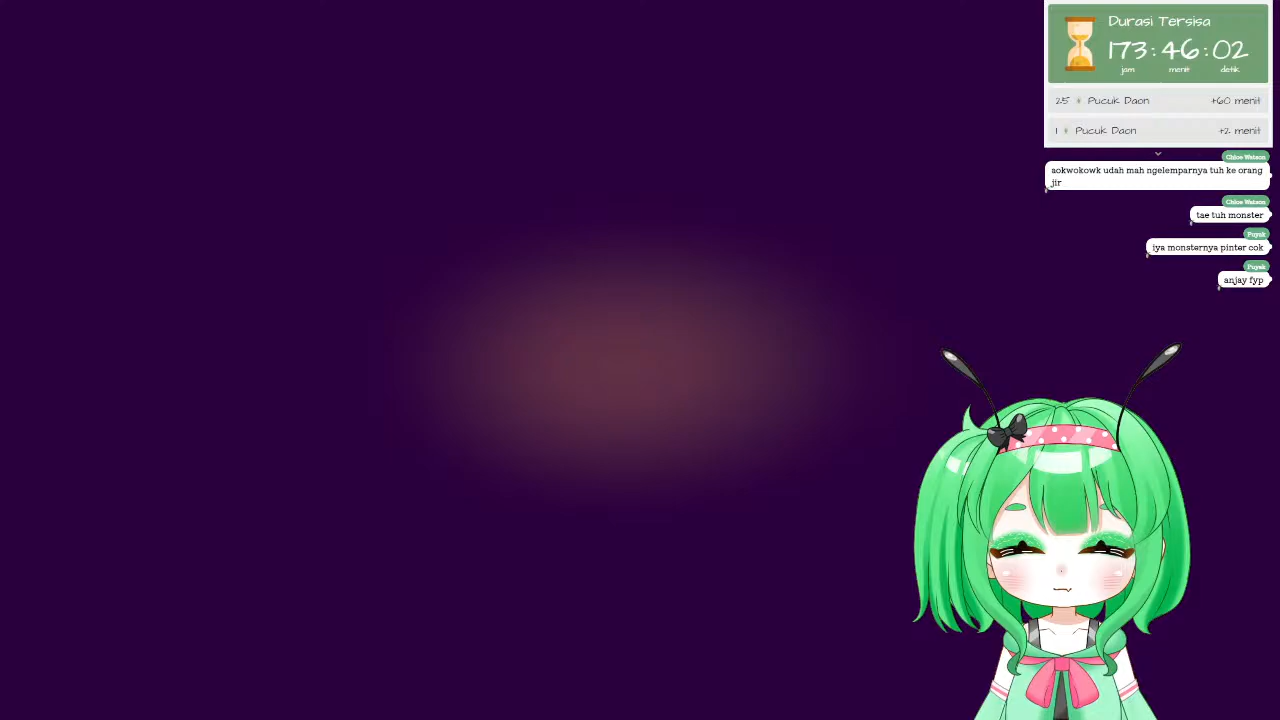 Durasi Tersisa
173:46:02
jam menit detik
25 Pucuk Daon +60 menit
1 Pucuk Daon +2 menit
Chloe Watson
aokwokowk udah mah ngelemparnya tuh ke orang
jir
Chloe Watson
tae tuh monster
Puyak
iya monsternya pinter cok
Puyak
anjay fyp